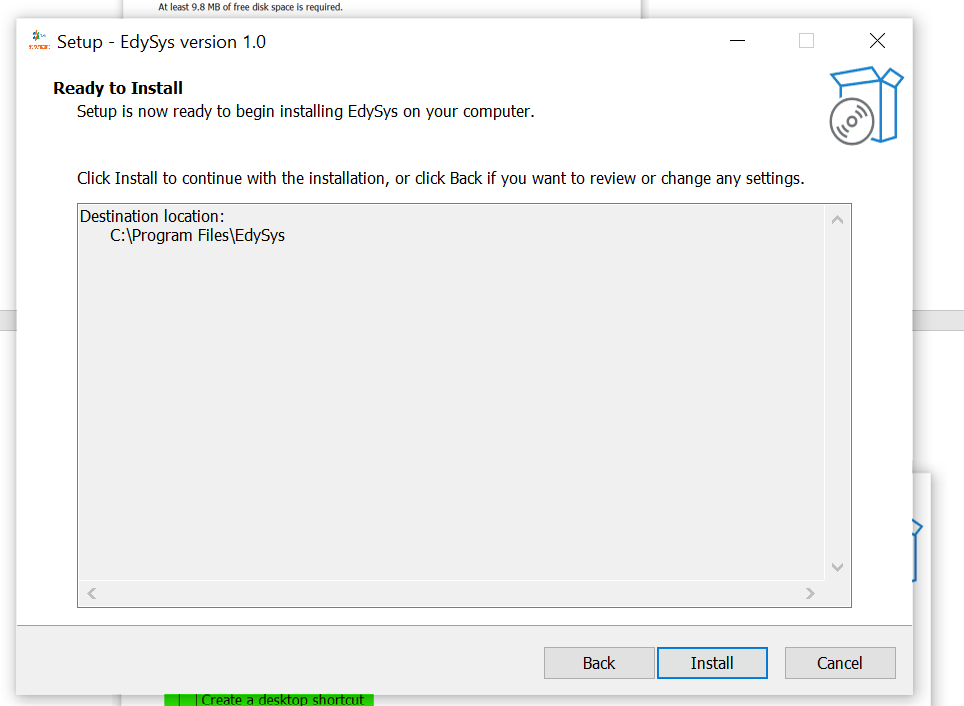 At least 9.8 MB of free disk space is required.
Setup - EdySys version 1.0
Ready to Install
Setup is now ready to begin installing EdySys on your computer.
Click Install to continue with the installation, or click Back if you want to review or change any settings.
Destination location:
C:\Program Files\EdySys
Back
Install
Cancel
Create a desktop shortcut